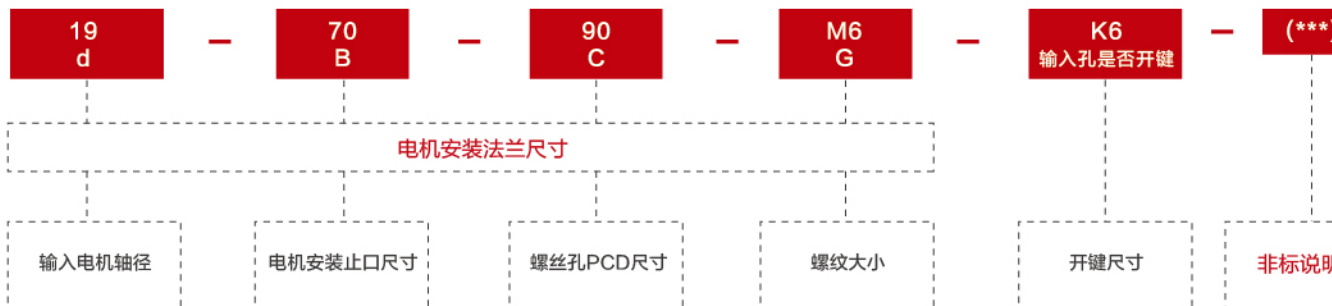 19
d
–
70
B
–
90
C
–
M6
G
–
K6
输入孔是否开键
–
(***)
电机安装法兰尺寸
输入电机轴径
电机安装止口尺寸
螺丝孔PCD尺寸
螺纹大小
开键尺寸
非标说明